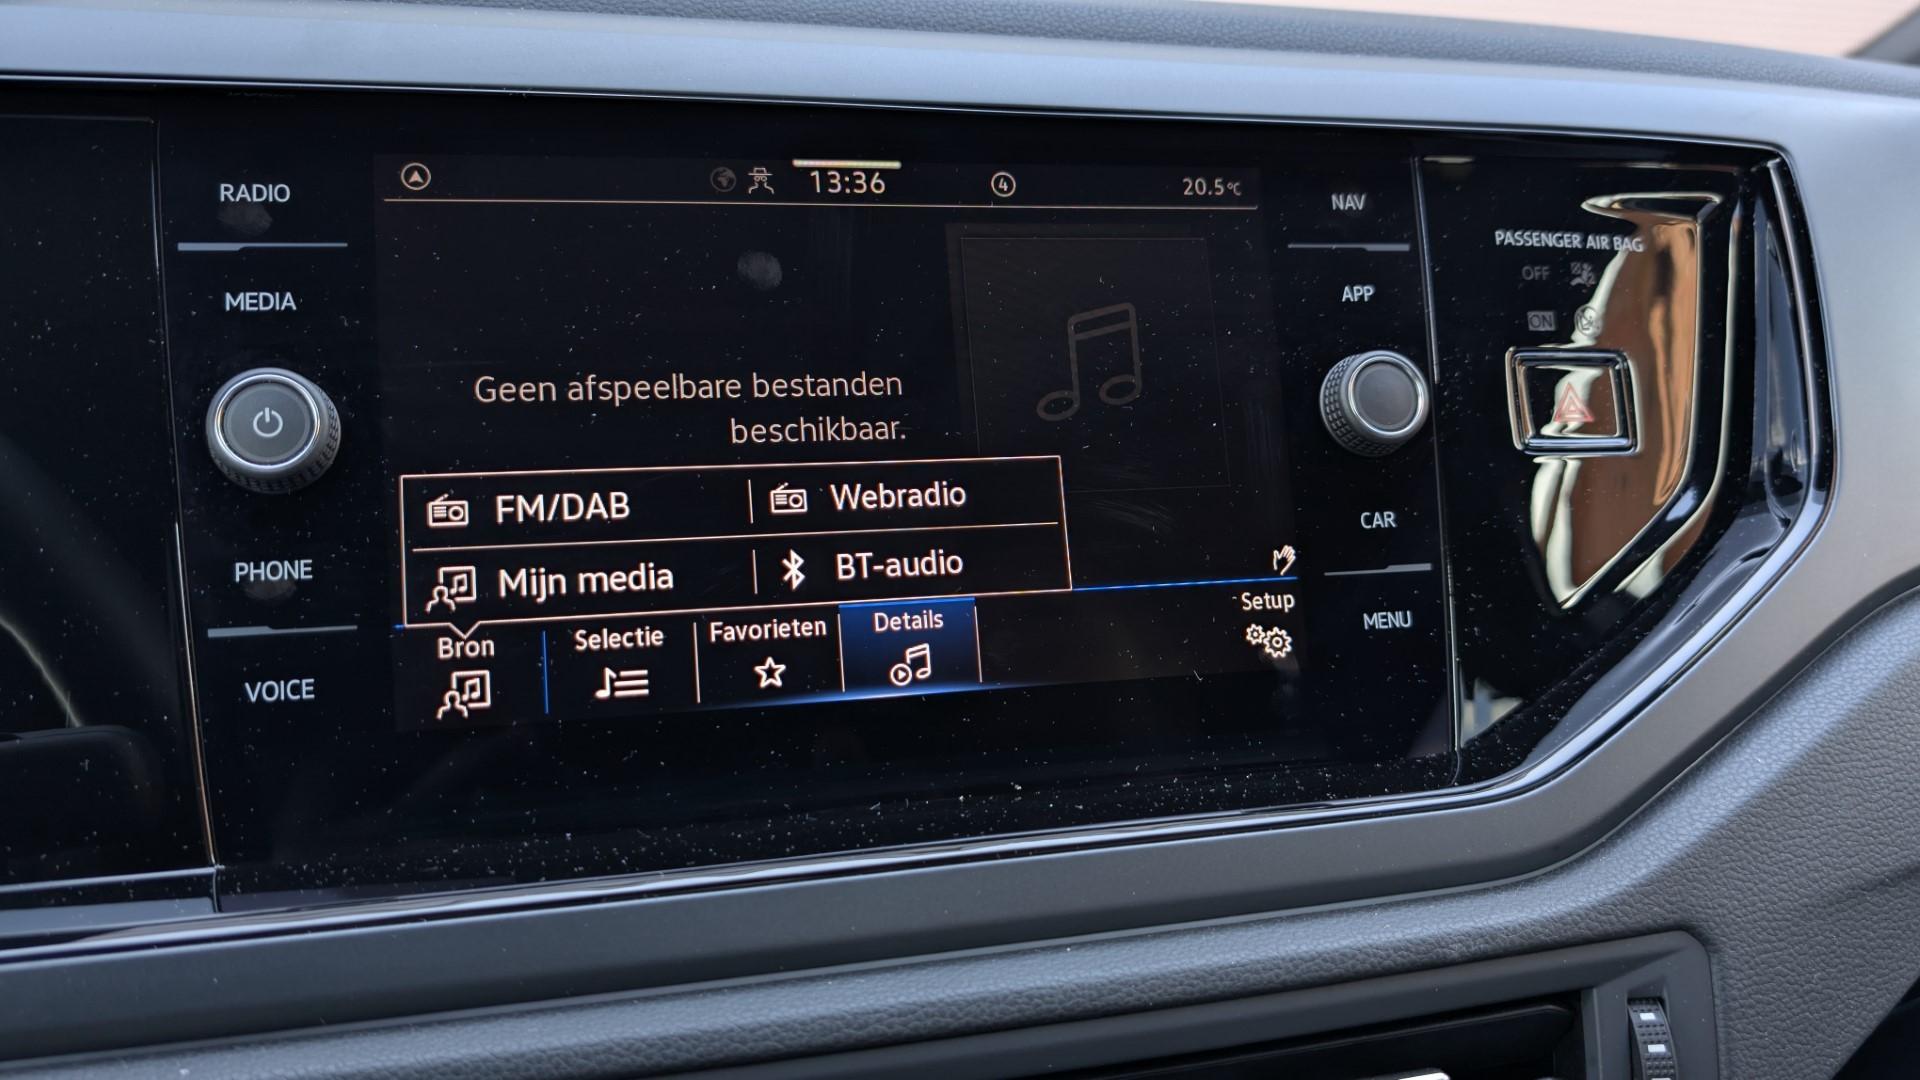 RADIO
MEDIA
PHONE
VOICE
13:36
4
20.5°C
Geen afspeelbare bestanden
beschikbaar.
FM/DAB
Webradio
Mijn media
BT-audio
Bron
Selectie
Favorieten
Details
Setup
NAV
APP
CAR
MENU
PASSENGER AIR BAG
OFF
ON